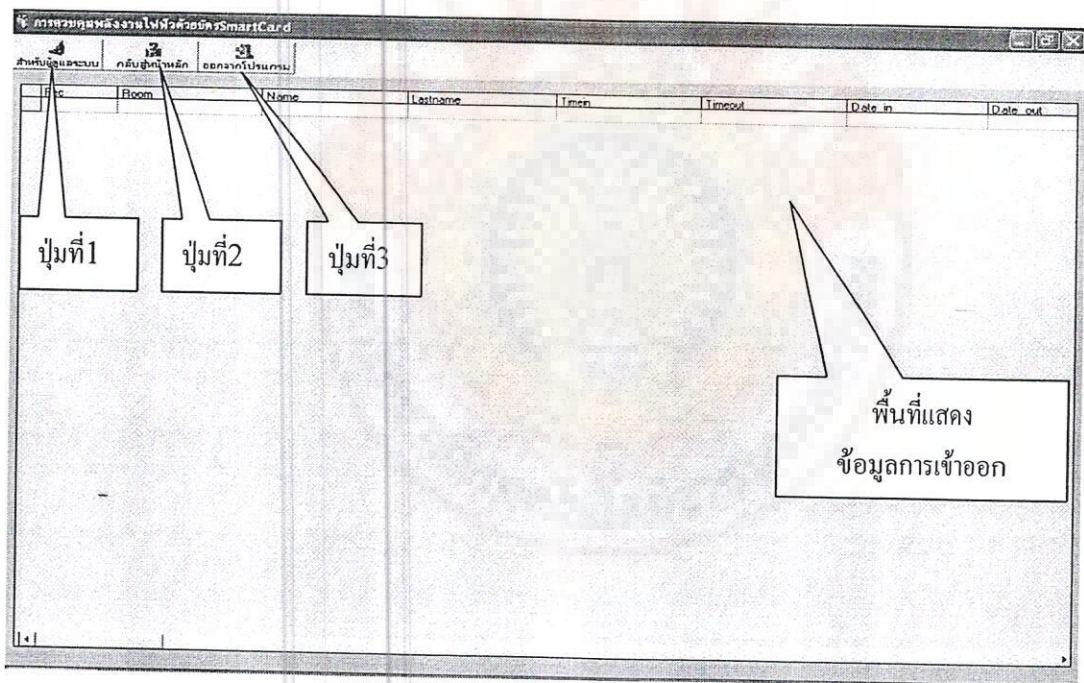 การควบคุมพลังงานไฟฟ้าด้วยบัตรSmartCard
สำหรับผู้ดูแลระบบ กลับสู่หน้าหลัก ออกจากโปรแกรม
Rec Room Name Lastname Timein Timeout Date_in Date_out
ปุ่มที่1 ปุ่มที่2 ปุ่มที่3
พื้นที่แสดง
ข้อมูลการเข้าออก